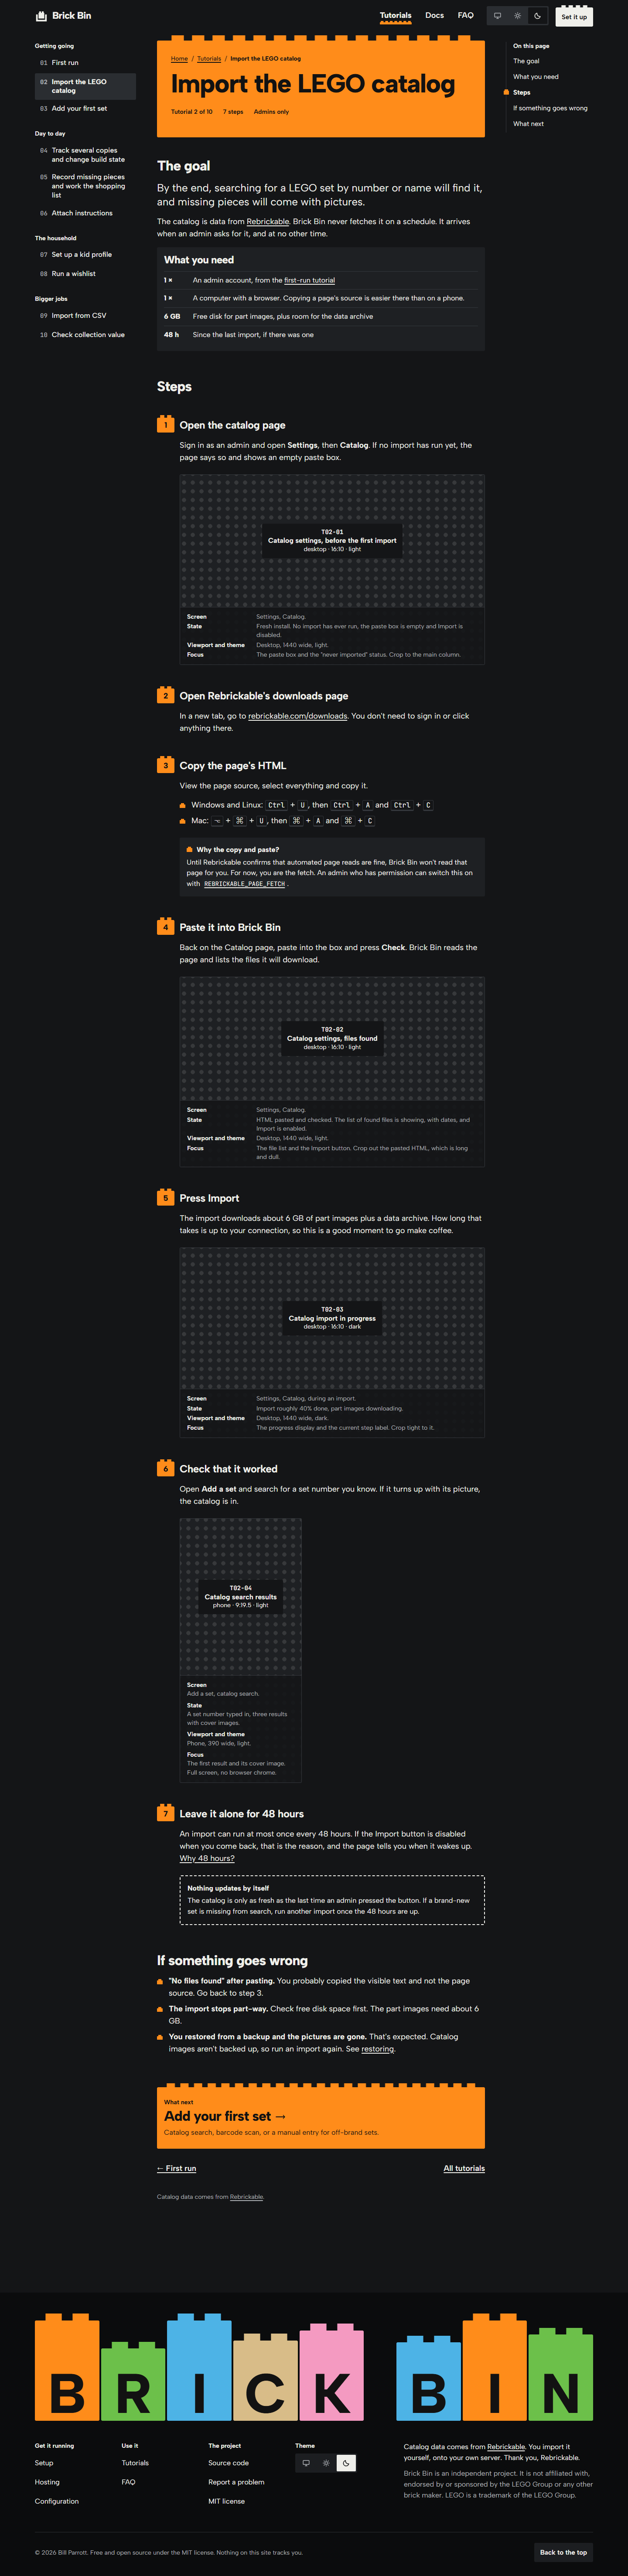 Brick Bin
Tutorials
Docs
FAQ
Set it up
Getting going
01 First run
02 Import the LEGO
catalog
03 Add your first set
Day to day
04 Track several copies
and change build state
05 Record missing pieces
and work the shopping
list
06 Attach instructions
The household
07 Set up a kid profile
08 Run a wishlist
Bigger jobs
09 Import from CSV
10 Check collection value
Home / Tutorials / Import the LEGO catalog
Import the LEGO catalog
Tutorial 2 of 10 7 steps Admins only
On this page
The goal
What you need
Steps
If something goes wrong
What next
The goal
By the end, searching for a LEGO set by number or name will find it,
and missing pieces will come with pictures.
The catalog is data from Rebrickable. Brick Bin never fetches it on a schedule. It arrives
when an admin asks for it, and at no other time.
What you need
1 × An admin account, from the first-run tutorial
1 × A computer with a browser. Copying a page's source is easier there than on a phone.
6 GB Free disk for part images, plus room for the data archive
48 h Since the last import, if there was one
Steps
1 Open the catalog page
Sign in as an admin and open Settings, then Catalog. If no import has run yet, the
page says so and shows an empty paste box.
T02-01
Catalog settings, before the first import
desktop · 16:10 · light
Screen Settings, Catalog.
State Fresh install. No import has ever run, the paste box is empty and Import is
disabled.
Viewport and theme Desktop, 1440 wide, light.
Focus The paste box and the "never imported" status. Crop to the main column.
2 Open Rebrickable's downloads page
In a new tab, go to rebrickable.com/downloads. You don't need to sign in or click
anything there.
3 Copy the page's HTML
View the page source, select everything and copy it.
Windows and Linux: Ctrl + U, then Ctrl + A and Ctrl + C
Mac: ⌥ + ⌘ + U, then ⌘ + A and ⌘ + C
Why the copy and paste?
Until Rebrickable confirms that automated page reads are fine, Brick Bin won't read that
page for you. For now, you are the fetch. An admin who has permission can switch this on
with REBRICKABLE_PAGE_FETCH.
4 Paste it into Brick Bin
Back on the Catalog page, paste into the box and press Check. Brick Bin reads the
page and lists the files it will download.
T02-02
Catalog settings, files found
desktop · 16:10 · light
Screen Settings, Catalog.
State HTML pasted and checked. The list of found files is showing, with dates, and
Import is enabled.
Viewport and theme Desktop, 1440 wide, light.
Focus The file list and the Import button. Crop out the pasted HTML, which is long
and dull.
5 Press Import
The import downloads about 6 GB of part images plus a data archive. How long that
takes is up to your connection, so this is a good moment to go make coffee.
T02-03
Catalog import in progress
desktop · 16:10 · dark
Screen Settings, Catalog, during an import.
State Import roughly 40% done, part images downloading.
Viewport and theme Desktop, 1440 wide, dark.
Focus The progress display and the current step label. Crop tight to it.
6 Check that it worked
Open Add a set and search for a set number you know. If it turns up with its picture,
the catalog is in.
T02-04
Catalog search results
phone · 9:19.5 · light
Screen
Add a set, catalog search.
State
A set number typed in, three results
with cover images.
Viewport and theme
Phone, 390 wide, light.
Focus
The first result and its cover image.
Full screen, no browser chrome.
7 Leave it alone for 48 hours
An import can run at most once every 48 hours. If the Import button is disabled
when you come back, that is the reason, and the page tells you when it wakes up.
Why 48 hours?
Nothing updates by itself
The catalog is only as fresh as the last time an admin pressed the button. If a brand-new
set is missing from search, run another import once the 48 hours are up.
If something goes wrong
"No files found" after pasting. You probably copied the visible text and not the page
source. Go back to step 3.
The import stops part-way. Check free disk space first. The part images need about 6
GB.
You restored from a backup and the pictures are gone. That's expected. Catalog
images aren't backed up, so run an import again. See restoring.
What next
Add your first set →
Catalog search, barcode scan, or a manual entry for off-brand sets.
← First run
All tutorials
Catalog data comes from Rebrickable.
BRICK BIN
Get it running
Setup
Hosting
Configuration
Use it
Tutorials
FAQ
The project
Source code
Report a problem
MIT license
Theme
Catalog data comes from Rebrickable. You import it
yourself, onto your own server. Thank you, Rebrickable.
Brick Bin is an independent project. It is not affiliated with,
endorsed by or sponsored by the LEGO Group or any other
brick maker. LEGO is a trademark of the LEGO Group.
© 2026 Bill Parrott. Free and open source under the MIT license. Nothing on this site tracks you.
Back to the top